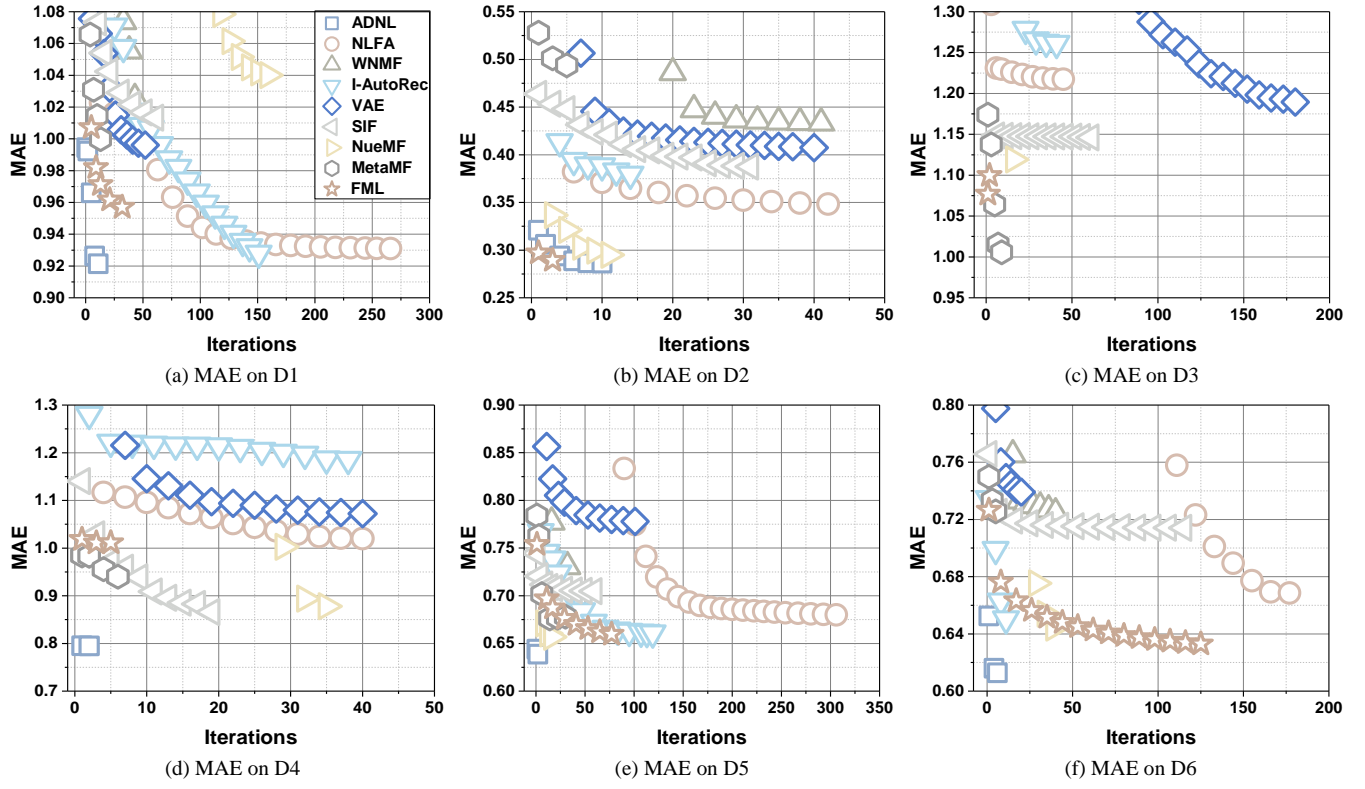 1.08
1.06
1.04
1.02
1.00
0.98
0.96
0.94
0.92
0.90
MAE
0 50 100 150 200 250 300
Iterations
(a) MAE on D1
ADNL
NLFA
WNMF
I-AutoRec
VAE
SIF
NueMF
MetaMF
FML
0.55
0.50
0.45
0.40
0.35
0.30
0.25
MAE
0 10 20 30 40 50
Iterations
(b) MAE on D2
1.30
1.25
1.20
1.15
1.10
1.05
1.00
0.95
MAE
0 50 100 150 200
Iterations
(c) MAE on D3
1.3
1.2
1.1
1.0
0.9
0.8
0.7
MAE
0 10 20 30 40 50
Iterations
(d) MAE on D4
0.90
0.85
0.80
0.75
0.70
0.65
0.60
MAE
0 50 100 150 200 250 300 350
Iterations
(e) MAE on D5
0.80
0.76
0.72
0.68
0.64
0.60
MAE
0 50 100 150 200
Iterations
(f) MAE on D6